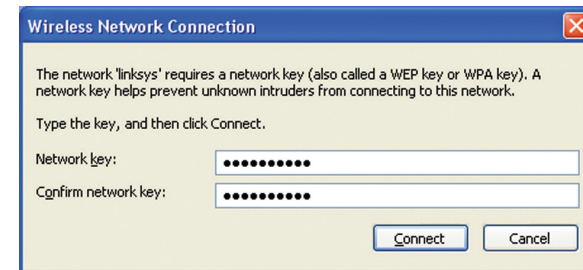 Wireless Network Connection
The network 'linksys' requires a network key (also called a WEP key or WPA key). A
network key helps prevent unknown intruders from connecting to this network.
Type the key, and then click Connect.
Network key: ●●●●●●●●●●
Confirm network key: ●●●●●●●●●●
Connect Cancel